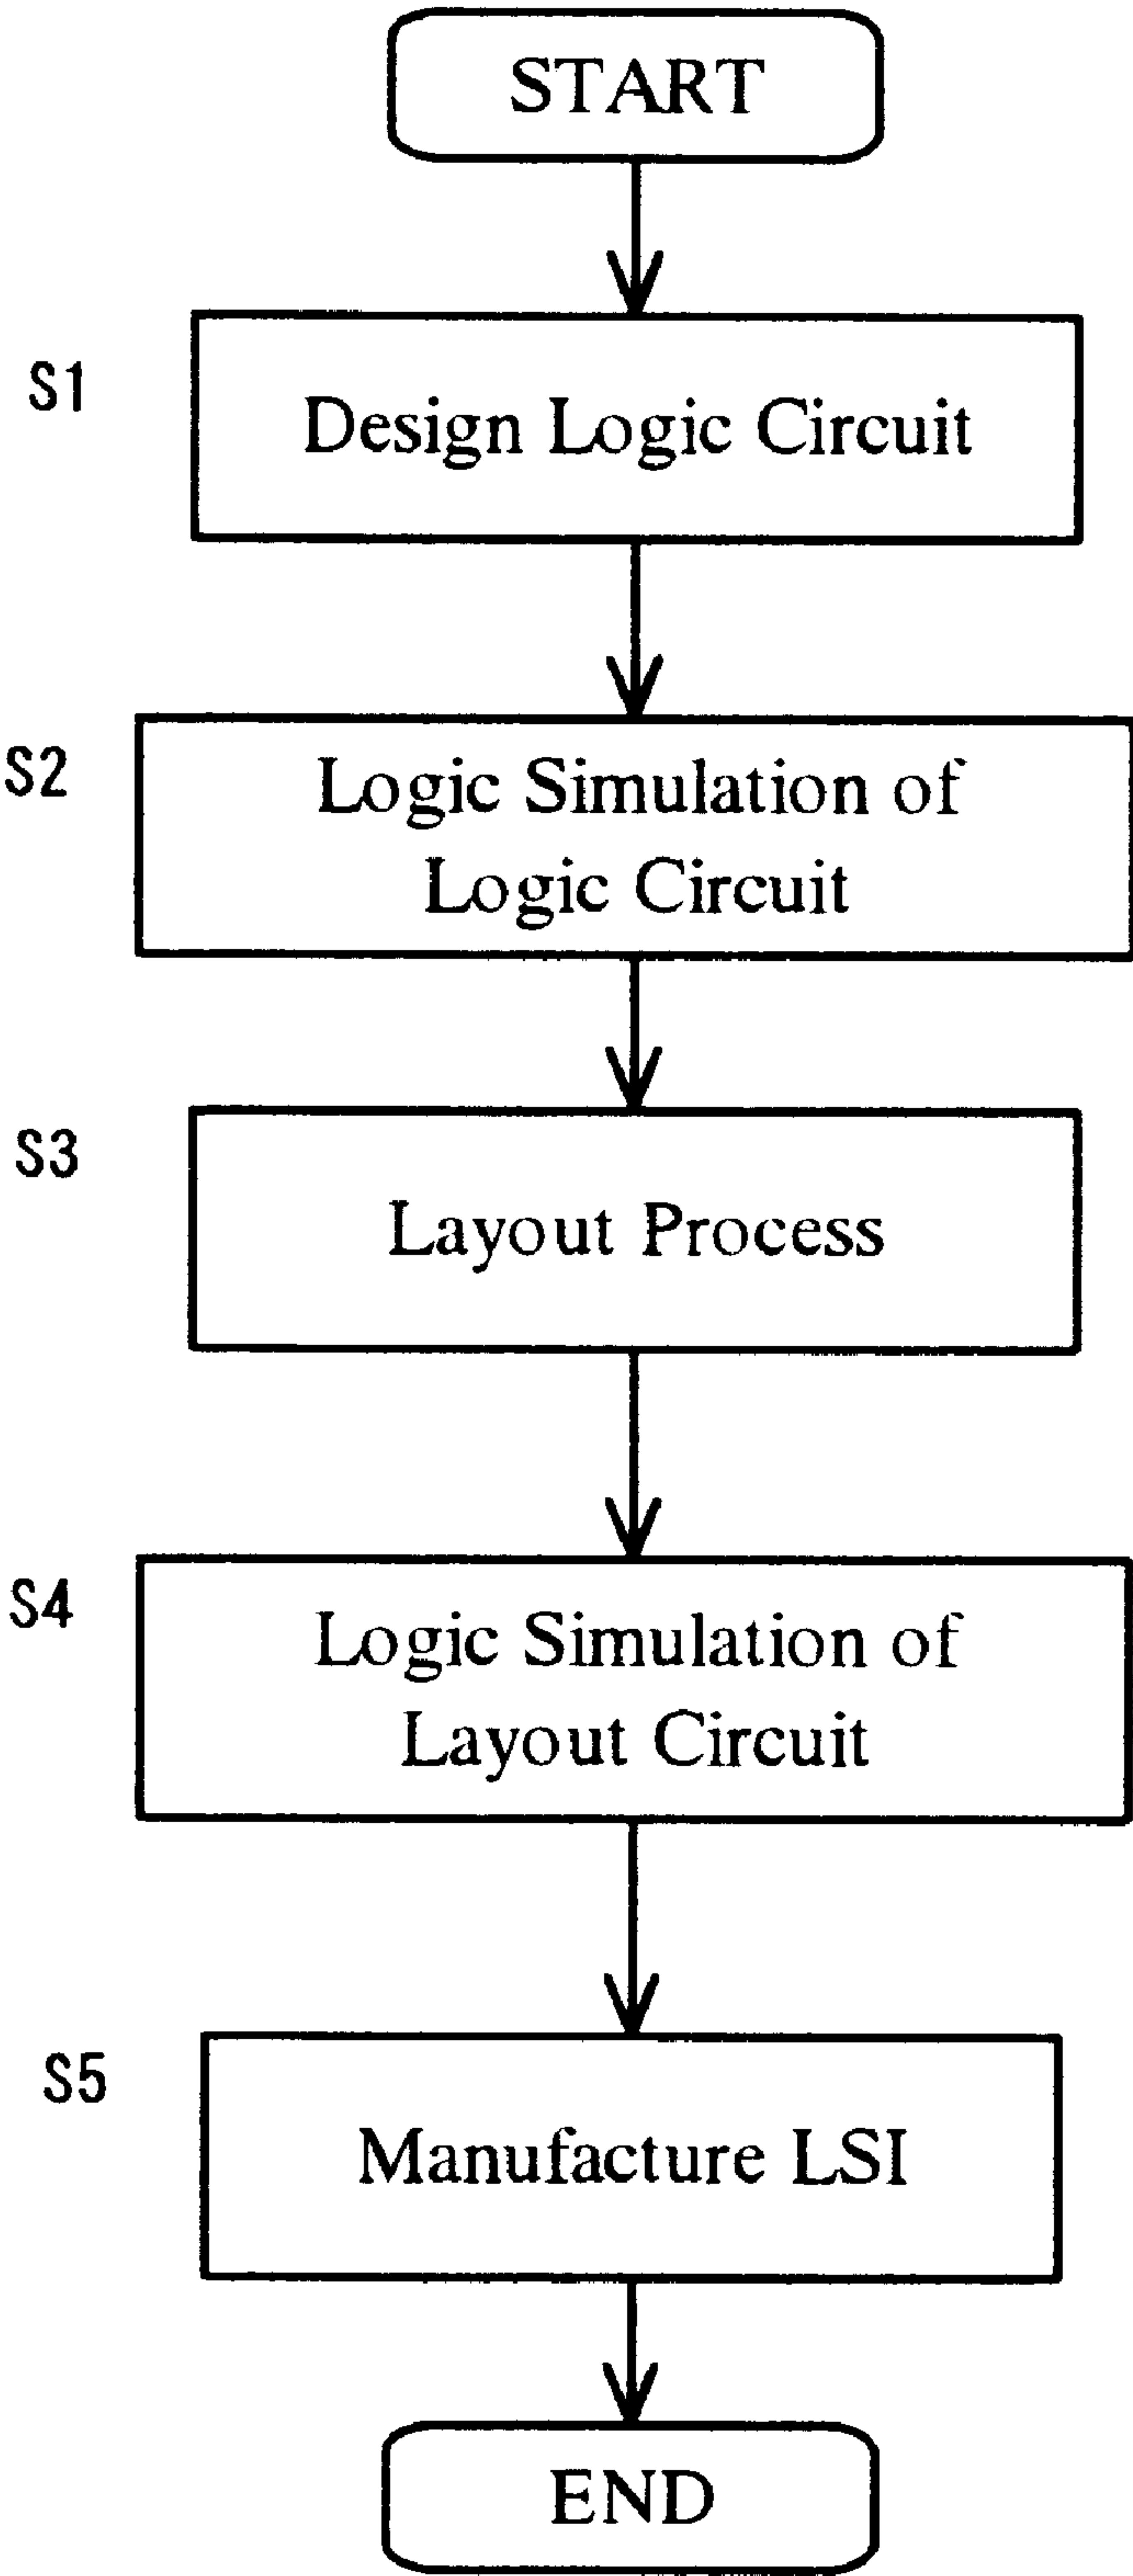 START
S1
Design Logic Circuit
S2
Logic Simulation of
Logic Circuit
S3
Layout Process
S4
Logic Simulation of
Layout Circuit
S5
Manufacture LSI
END